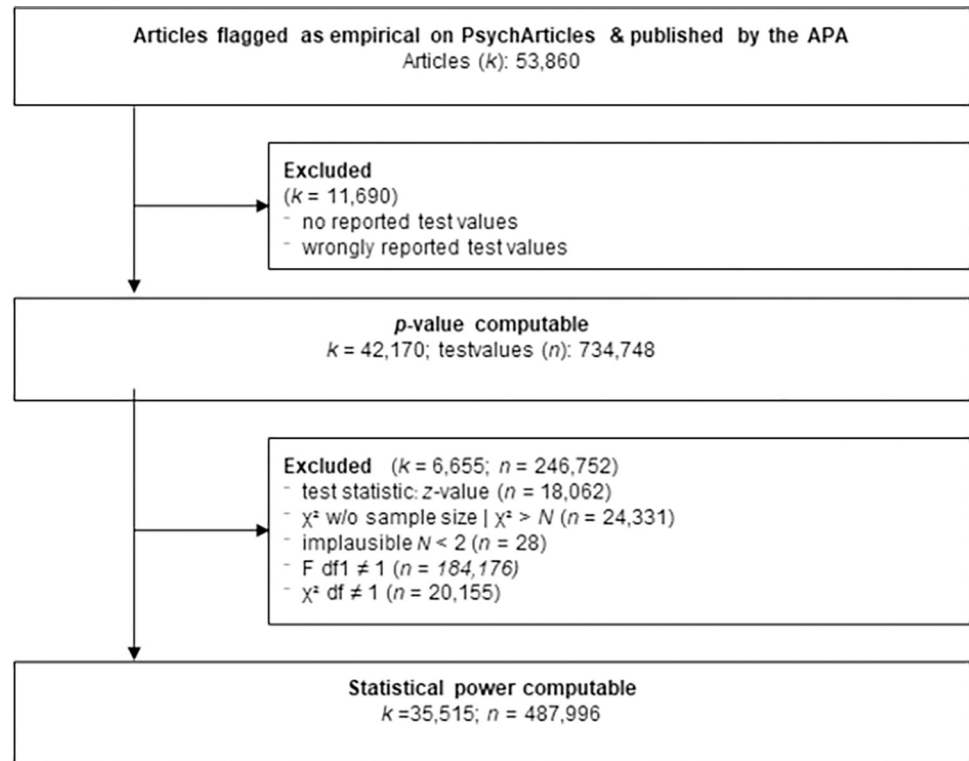 Articles flagged as empirical on PsychArticles & published by the APA
Articles (k): 53,860
Excluded
(k = 11,690)
- no reported test values
- wrongly reported test values
p-value computable
k = 42,170; testvalues (n): 734,748
Excluded (k = 6,655; n = 246,752)
- test statistic: z-value (n = 18,062)
- χ² w/o sample size | χ² > N (n = 24,331)
- implausible N < 2 (n = 28)
- F df1 ≠ 1 (n = 184,176)
- χ² df ≠ 1 (n = 20,155)
Statistical power computable
k =35,515; n = 487,996